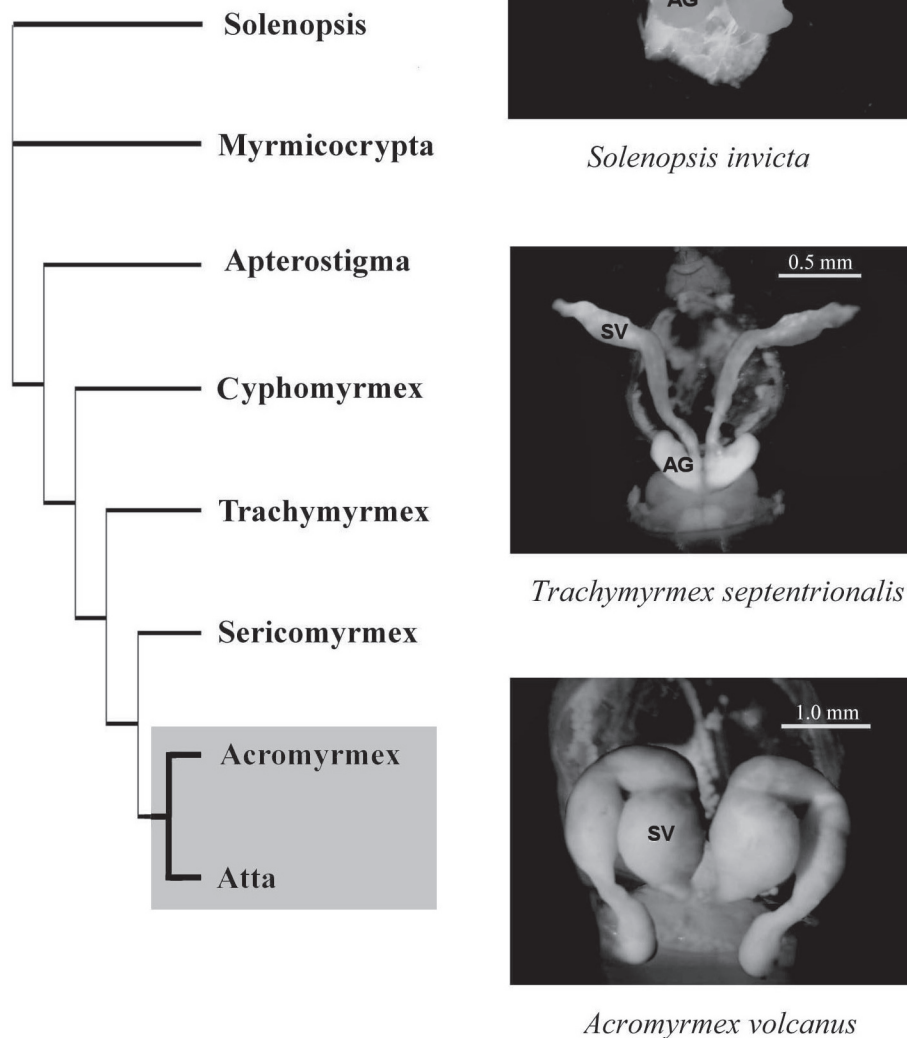 Solenopsis
Myrmicocrypta
Apterostigma
Cyphomyrmex
Trachymyrmex
Sericomyrmex
Acromyrmex
Atta
AG
Solenopsis invicta
0.5 mm
SV
AG
Trachymyrmex septentrionalis
1.0 mm
SV
Acromyrmex volcanus